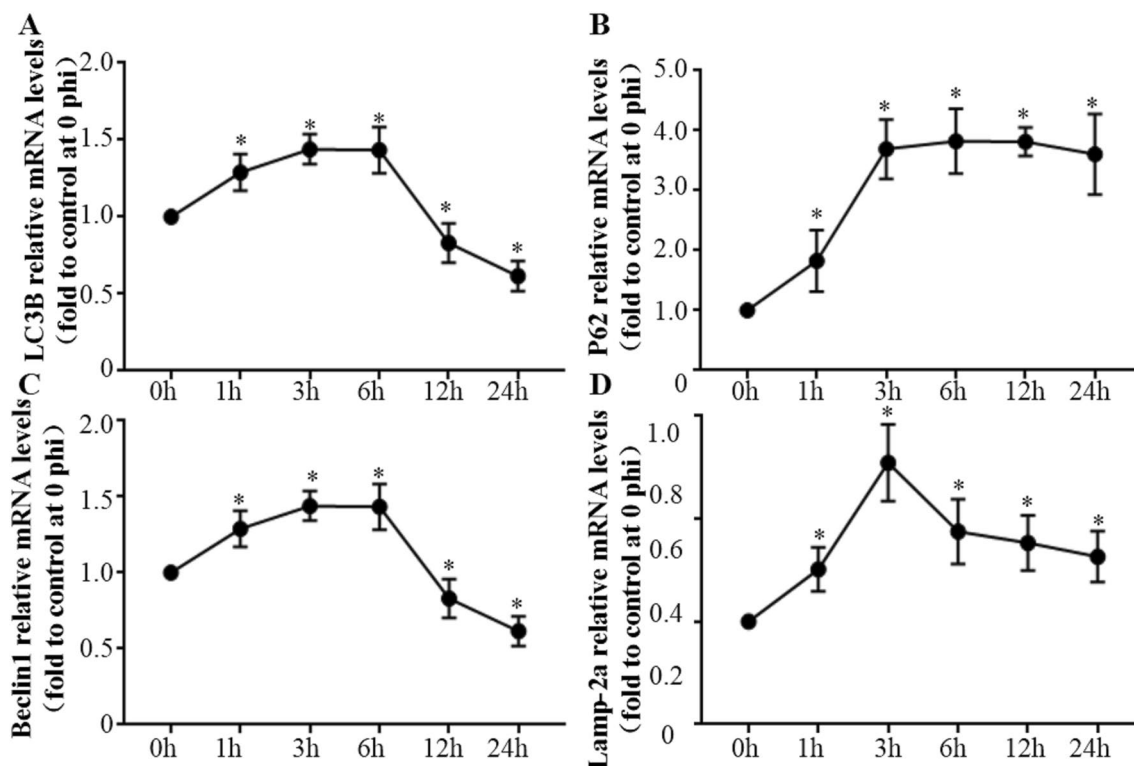 A
LC3B relative mRNA levels
（fold to control at 0 phi）
2.0
1.5
1.0
0.5
0
* * * * *
0h 1h 3h 6h 12h 24h
B
P62 relative mRNA levels
（fold to control at 0 phi）
5.0
4.0
3.0
2.0
1.0
0
* * * * *
0h 1h 3h 6h 12h 24h
C
Beclin1 relative mRNA levels
（fold to control at 0 phi）
2.0
1.5
1.0
0.5
0
* * * * *
0h 1h 3h 6h 12h 24h
D
Lamp-2a relative mRNA levels
（fold to control at 0 phi）
1.0
0.8
0.6
0.4
0.2
0
* * * * *
0h 1h 3h 6h 12h 24h